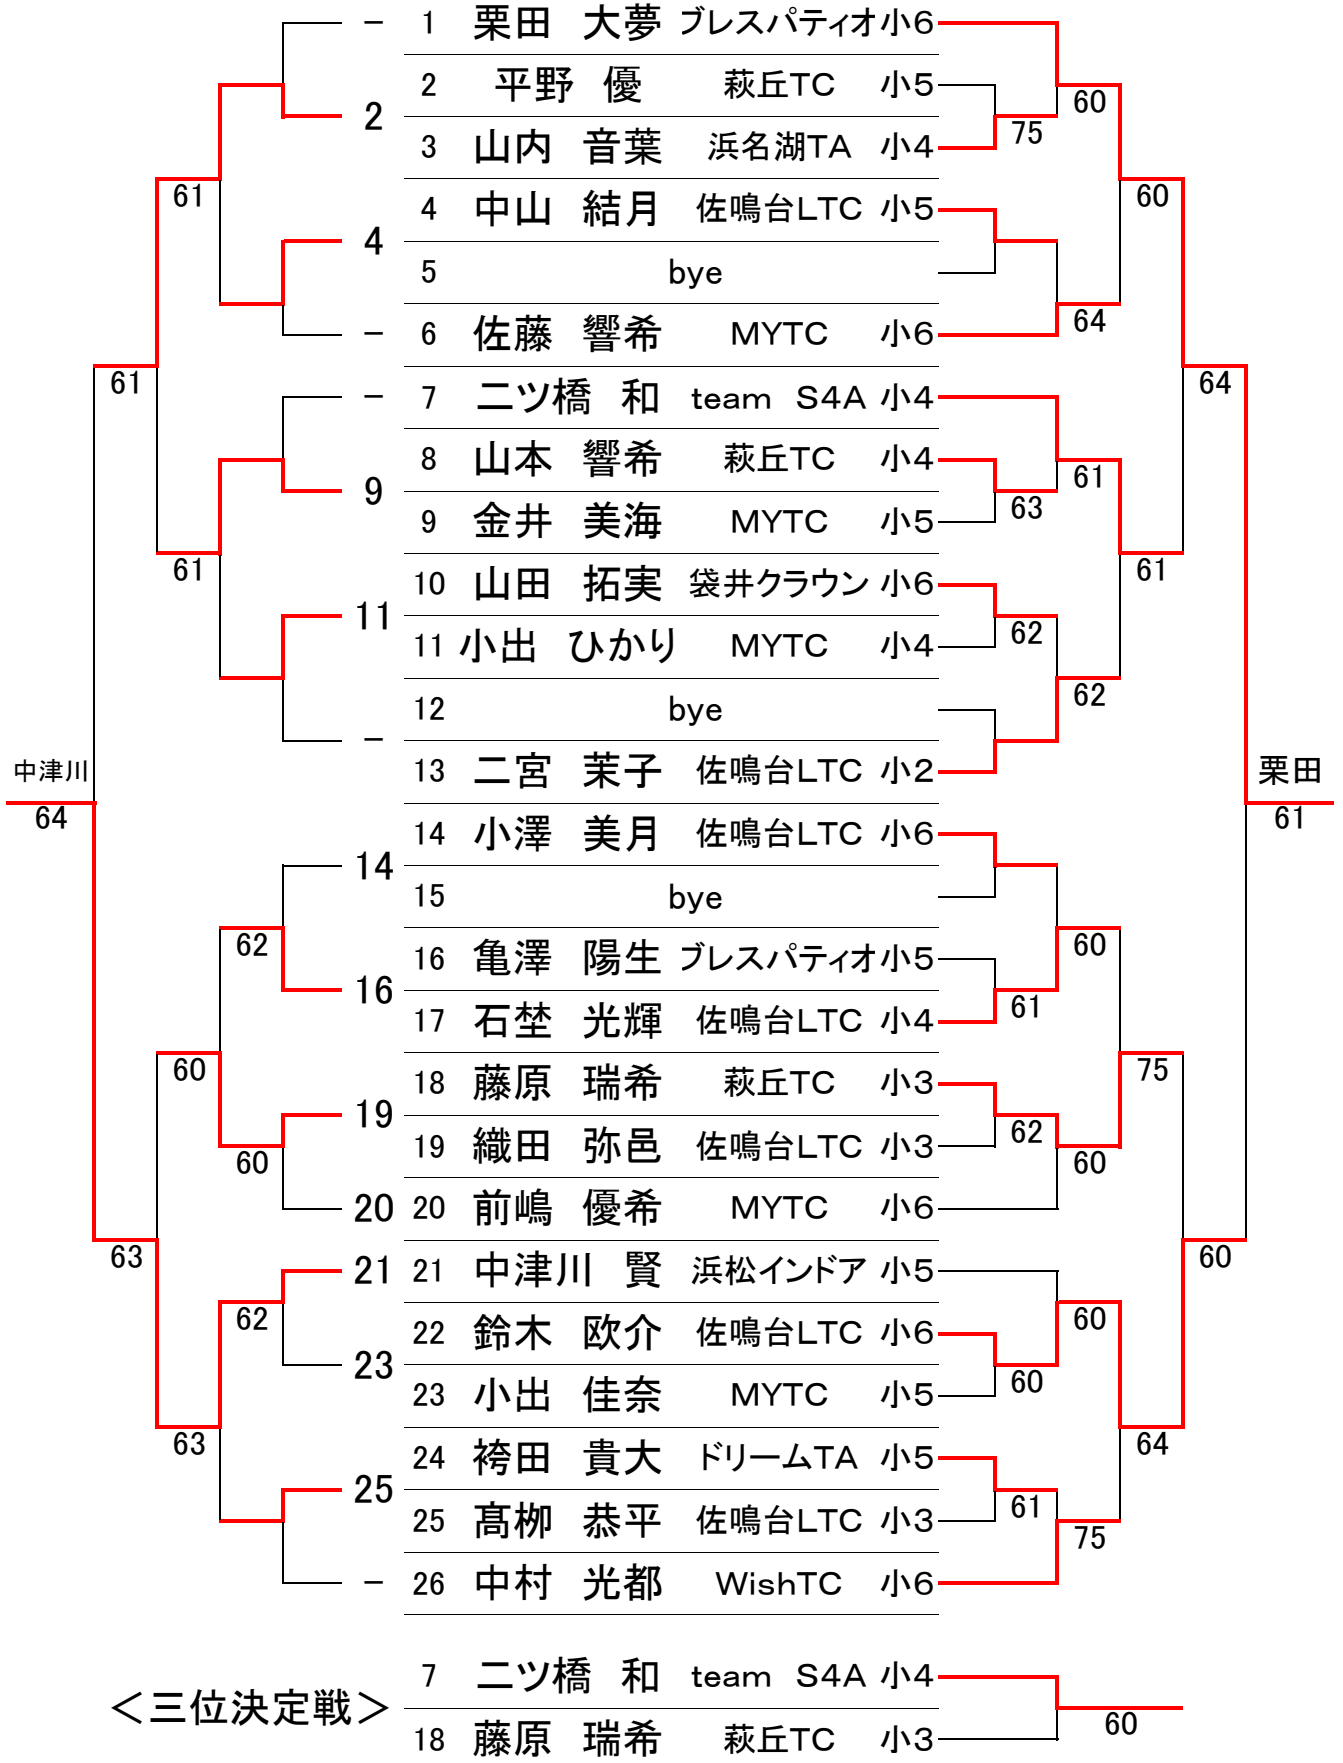 － 1 栗田 大夢 ブレスパティオ 小6
2 平野 優 萩丘TC 小5 60
2
75
3 山内 音葉 浜名湖TA 小4
61 60
4 中山 結月 佐鳴台LTC 小5
4
5 bye
－ 6 佐藤 響希 MYTC 小6 64
61 64
－ 7 二ツ橋 和 team S4A 小4
8 山本 響希 萩丘TC 小4 61
9
63
9 金井 美海 MYTC 小5
61 61
10 山田 拓実 袋井クラウン 小6
11 62
11 小出 ひかり MYTC 小4
12 bye 62
－
13 二宮 茉子 佐鳴台LTC 小2
中津川 栗田
64 61
14 小澤 美月 佐鳴台LTC 小6
14
15 bye
62 60
16 亀澤 陽生 ブレスパティオ 小5
16 61
17 石埜 光輝 佐鳴台LTC 小4
60 75
18 藤原 瑞希 萩丘TC 小3
19 62
19 織田 弥邑 佐鳴台LTC 小3
60 60
20 20 前嶋 優希 MYTC 小6
63 60
21 21 中津川 賢 浜松インドア 小5
62 60
22 鈴木 欧介 佐鳴台LTC 小6
23 60
23 小出 佳奈 MYTC 小5
63 64
24 袴田 貴大 ドリームTA 小5
25 61
25 髙栁 恭平 佐鳴台LTC 小3
75
－ 26 中村 光都 WishTC 小6
7 二ツ橋 和 team S4A 小4
＜三位決定戦＞ 60
18 藤原 瑞希 萩丘TC 小3